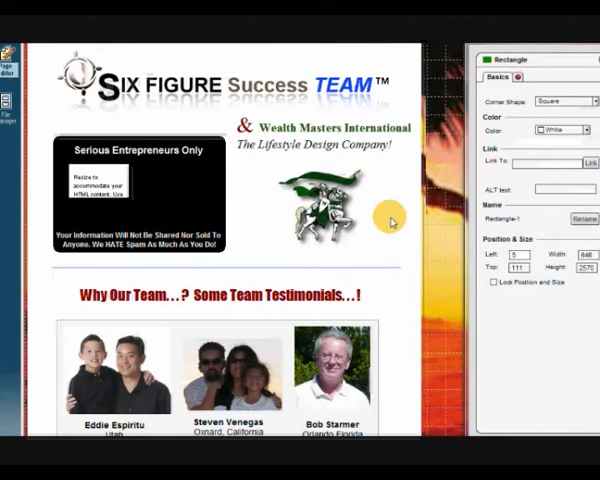 Page
Editor
File
Manager
SIX FIGURE Success TEAM™
& Wealth Masters International
The Lifestyle Design Company!
Serious Entrepreneurs Only
Resize to
accommodate your
HTML content. Use
Your Information Will Not Be Shared Nor Sold To
Anyone. We HATE Spam As Much As You Do!
Why Our Team. . .? Some Team Testimonials. . .!
Eddie Espiritu
Utah
Steven Venegas
Oxnard, California
Bob Starmer
Orlando Florida
Rectangle
Basics
Corner Shape: Square
Color
Color: White
Link
Link To: Link
ALT text:
Name
Rectangle-1 Rename
Position & Size
Left: 5 Width: 646
Top: 111 Height: 2570
Lock Position and Size